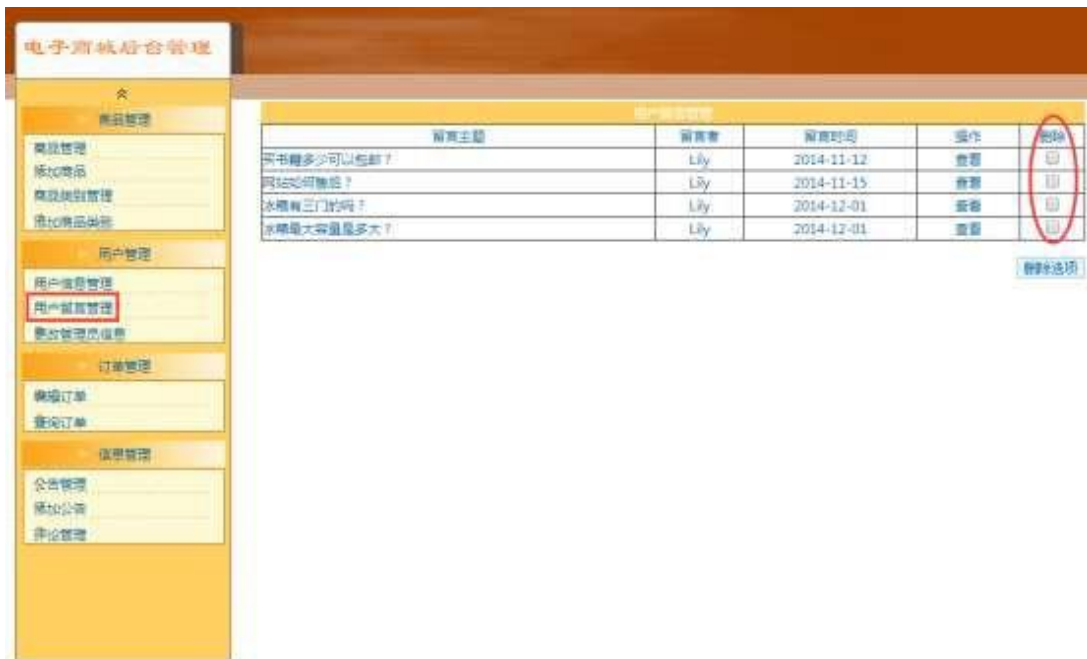 电子商城后台管理
商品管理
商品管理
添加商品
商品类别管理
添加商品类别
用户管理
用户信息管理
用户留言管理
更改管理员信息
订单管理
编辑订单
查询订单
信息管理
公告管理
添加公告
评论管理
用户留言管理
留言主题 留言者 留言时间 操作 删除
买书籍多少可以包邮？ Lily 2014-11-12 查看
网站如何售后？ Lily 2014-11-15 查看
冰箱有三门的吗？ Lily 2014-12-01 查看
冰箱最大容量是多大？ Lily 2014-12-01 查看
删除选项